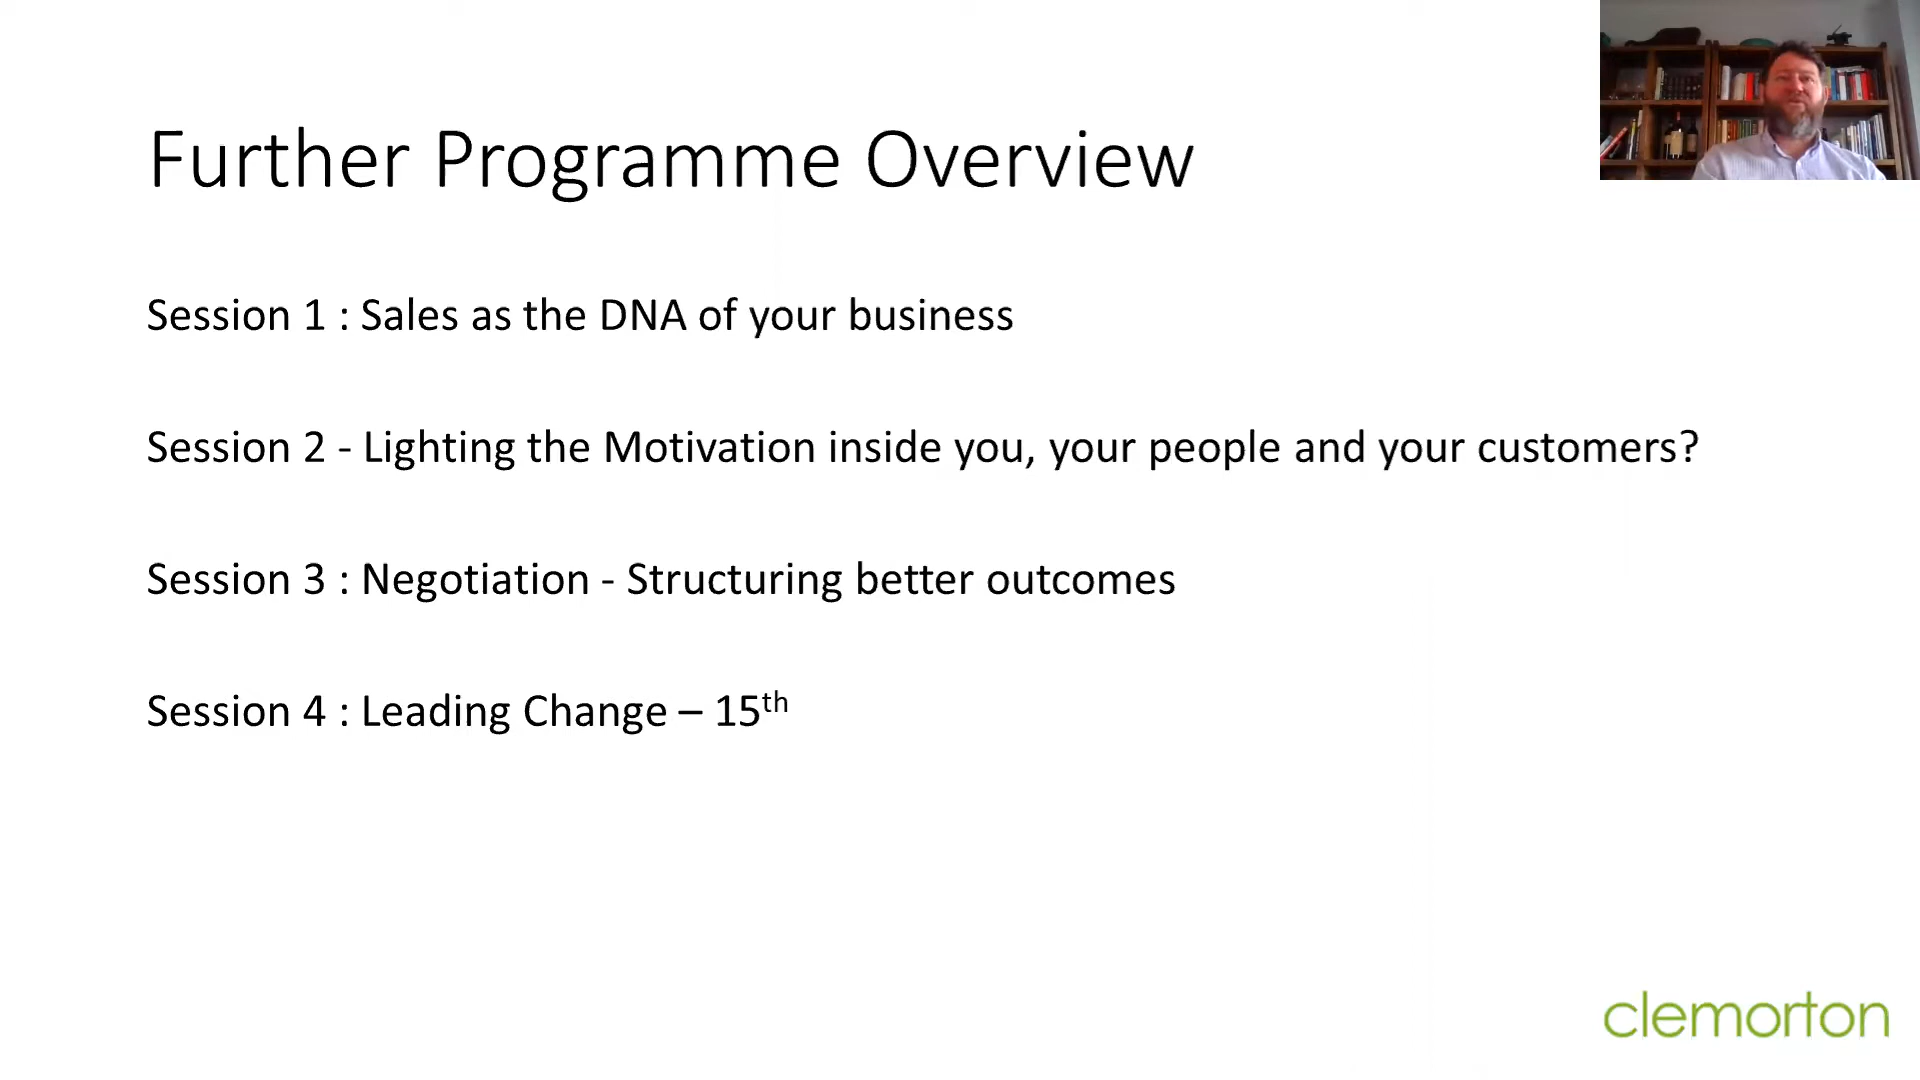 Further Programme Overview
Session 1 : Sales as the DNA of your business
Session 2 - Lighting the Motivation inside you, your people and your customers?
Session 3 : Negotiation - Structuring better outcomes
Session 4 : Leading Change – 15th
clemorton